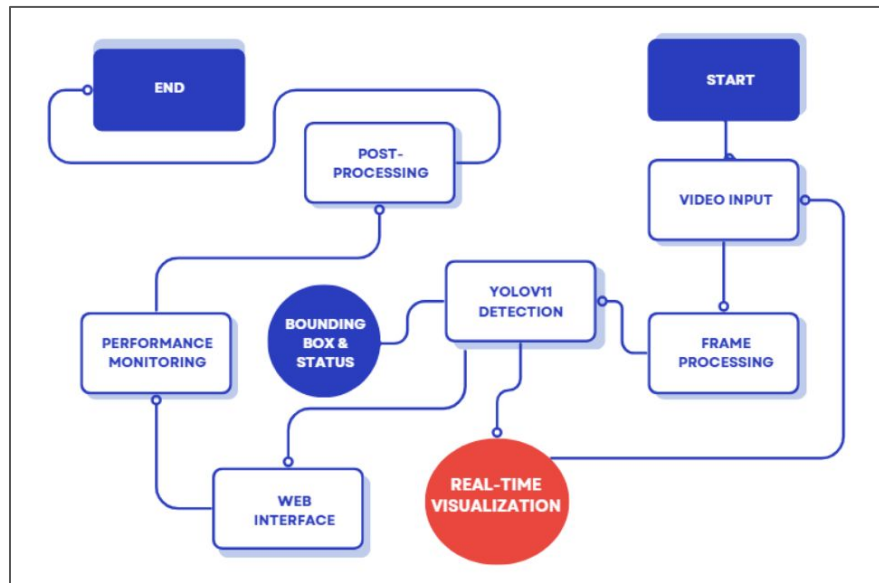 END
START
POST-
PROCESSING
VIDEO INPUT
YOLOV11
DETECTION
BOUNDING
BOX &
STATUS
PERFORMANCE
MONITORING
FRAME
PROCESSING
REAL-TIME
VISUALIZATION
WEB
INTERFACE